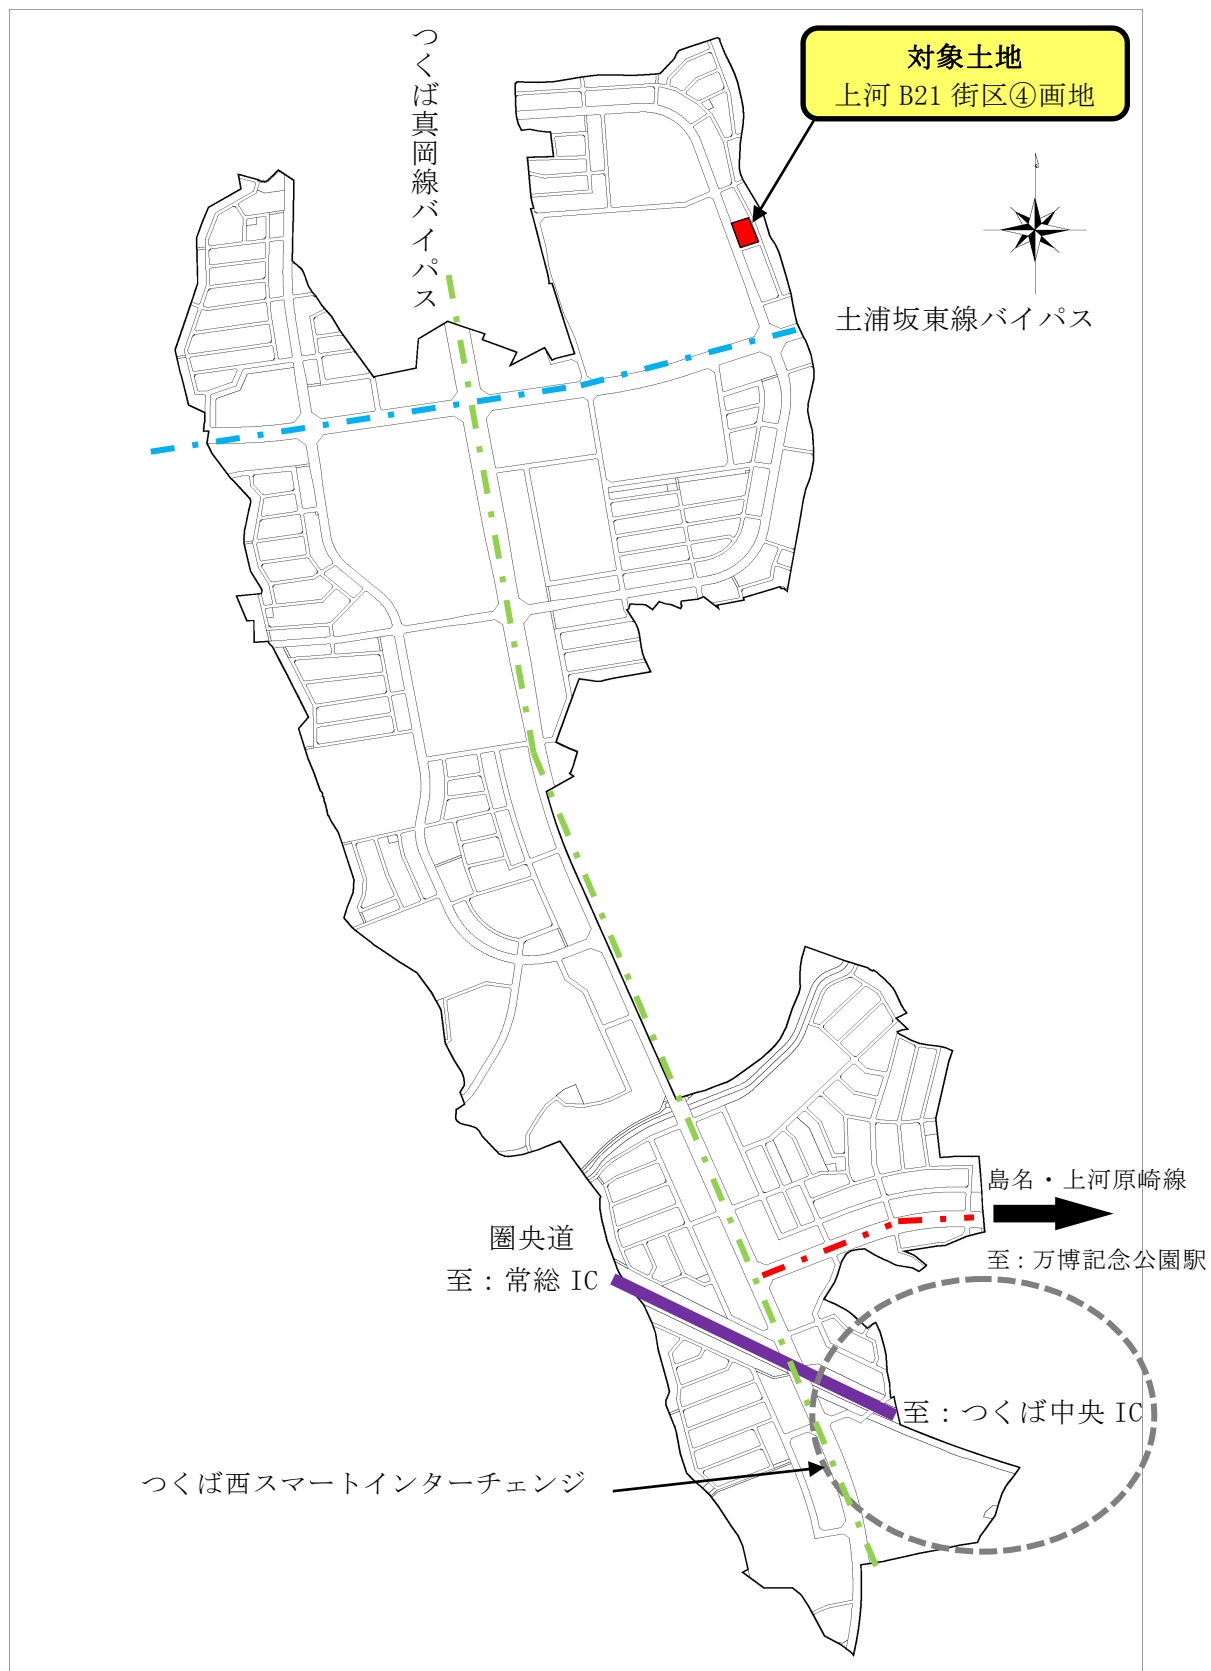 つくば真岡線バイパス
対象土地
上河 B21 街区④画地
土浦坂東線バイパス
島名・上河原崎線
圏央道
至：万博記念公園駅
至：常総 IC
至：つくば中央 IC
つくば西スマートインターチェンジ